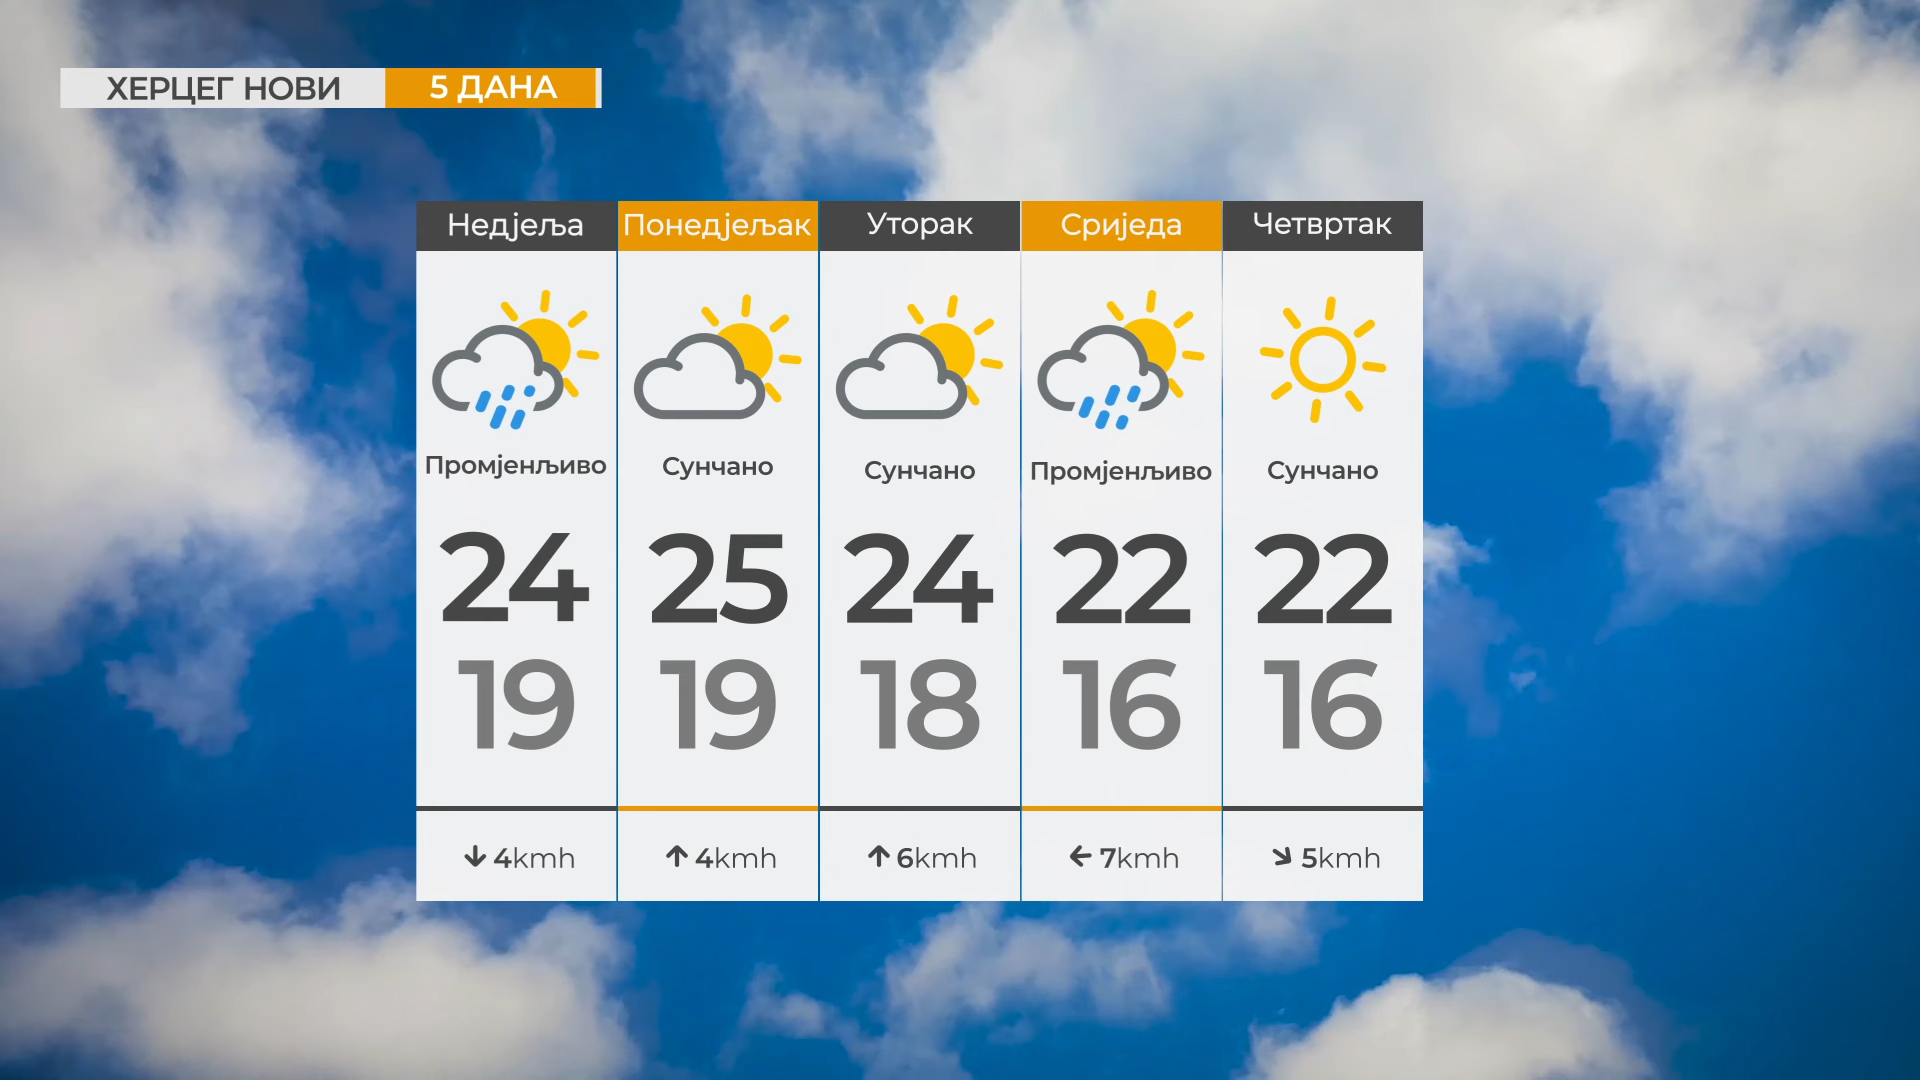 ХЕРЦЕГ НОВИ 5 ДАНА
Недјеља Понедјељак Уторак Сриједа Четвртак
Промјенљиво Сунчано Сунчано Промјенљиво Сунчано
24 25 24 22 22
19 19 18 16 16
4kmh 4kmh 6kmh 7kmh 5kmh